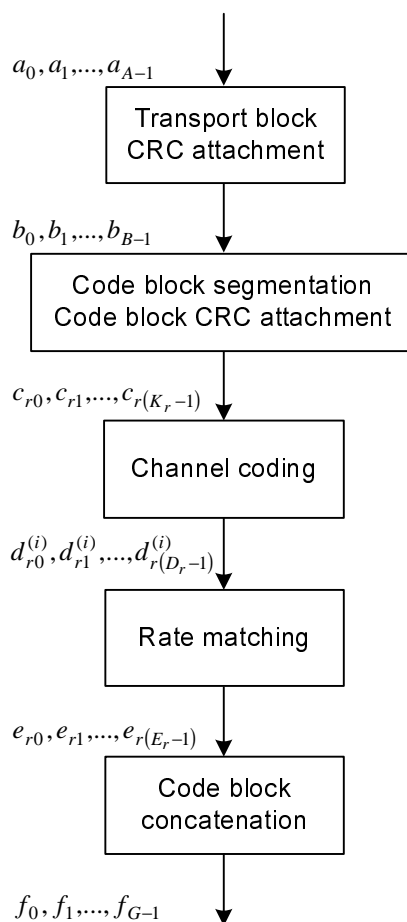 a_0, a_1,..., a_{A-1}
Transport block
CRC attachment
b_0, b_1,..., b_{B-1}
Code block segmentation
Code block CRC attachment
c_{r0}, c_{r1},..., c_{r(K_r-1)}
Channel coding
d_{r0}^{(i)}, d_{r1}^{(i)},..., d_{r(D_r-1)}^{(i)}
Rate matching
e_{r0}, e_{r1},..., e_{r(E_r-1)}
Code block
concatenation
f_0, f_1,..., f_{G-1}